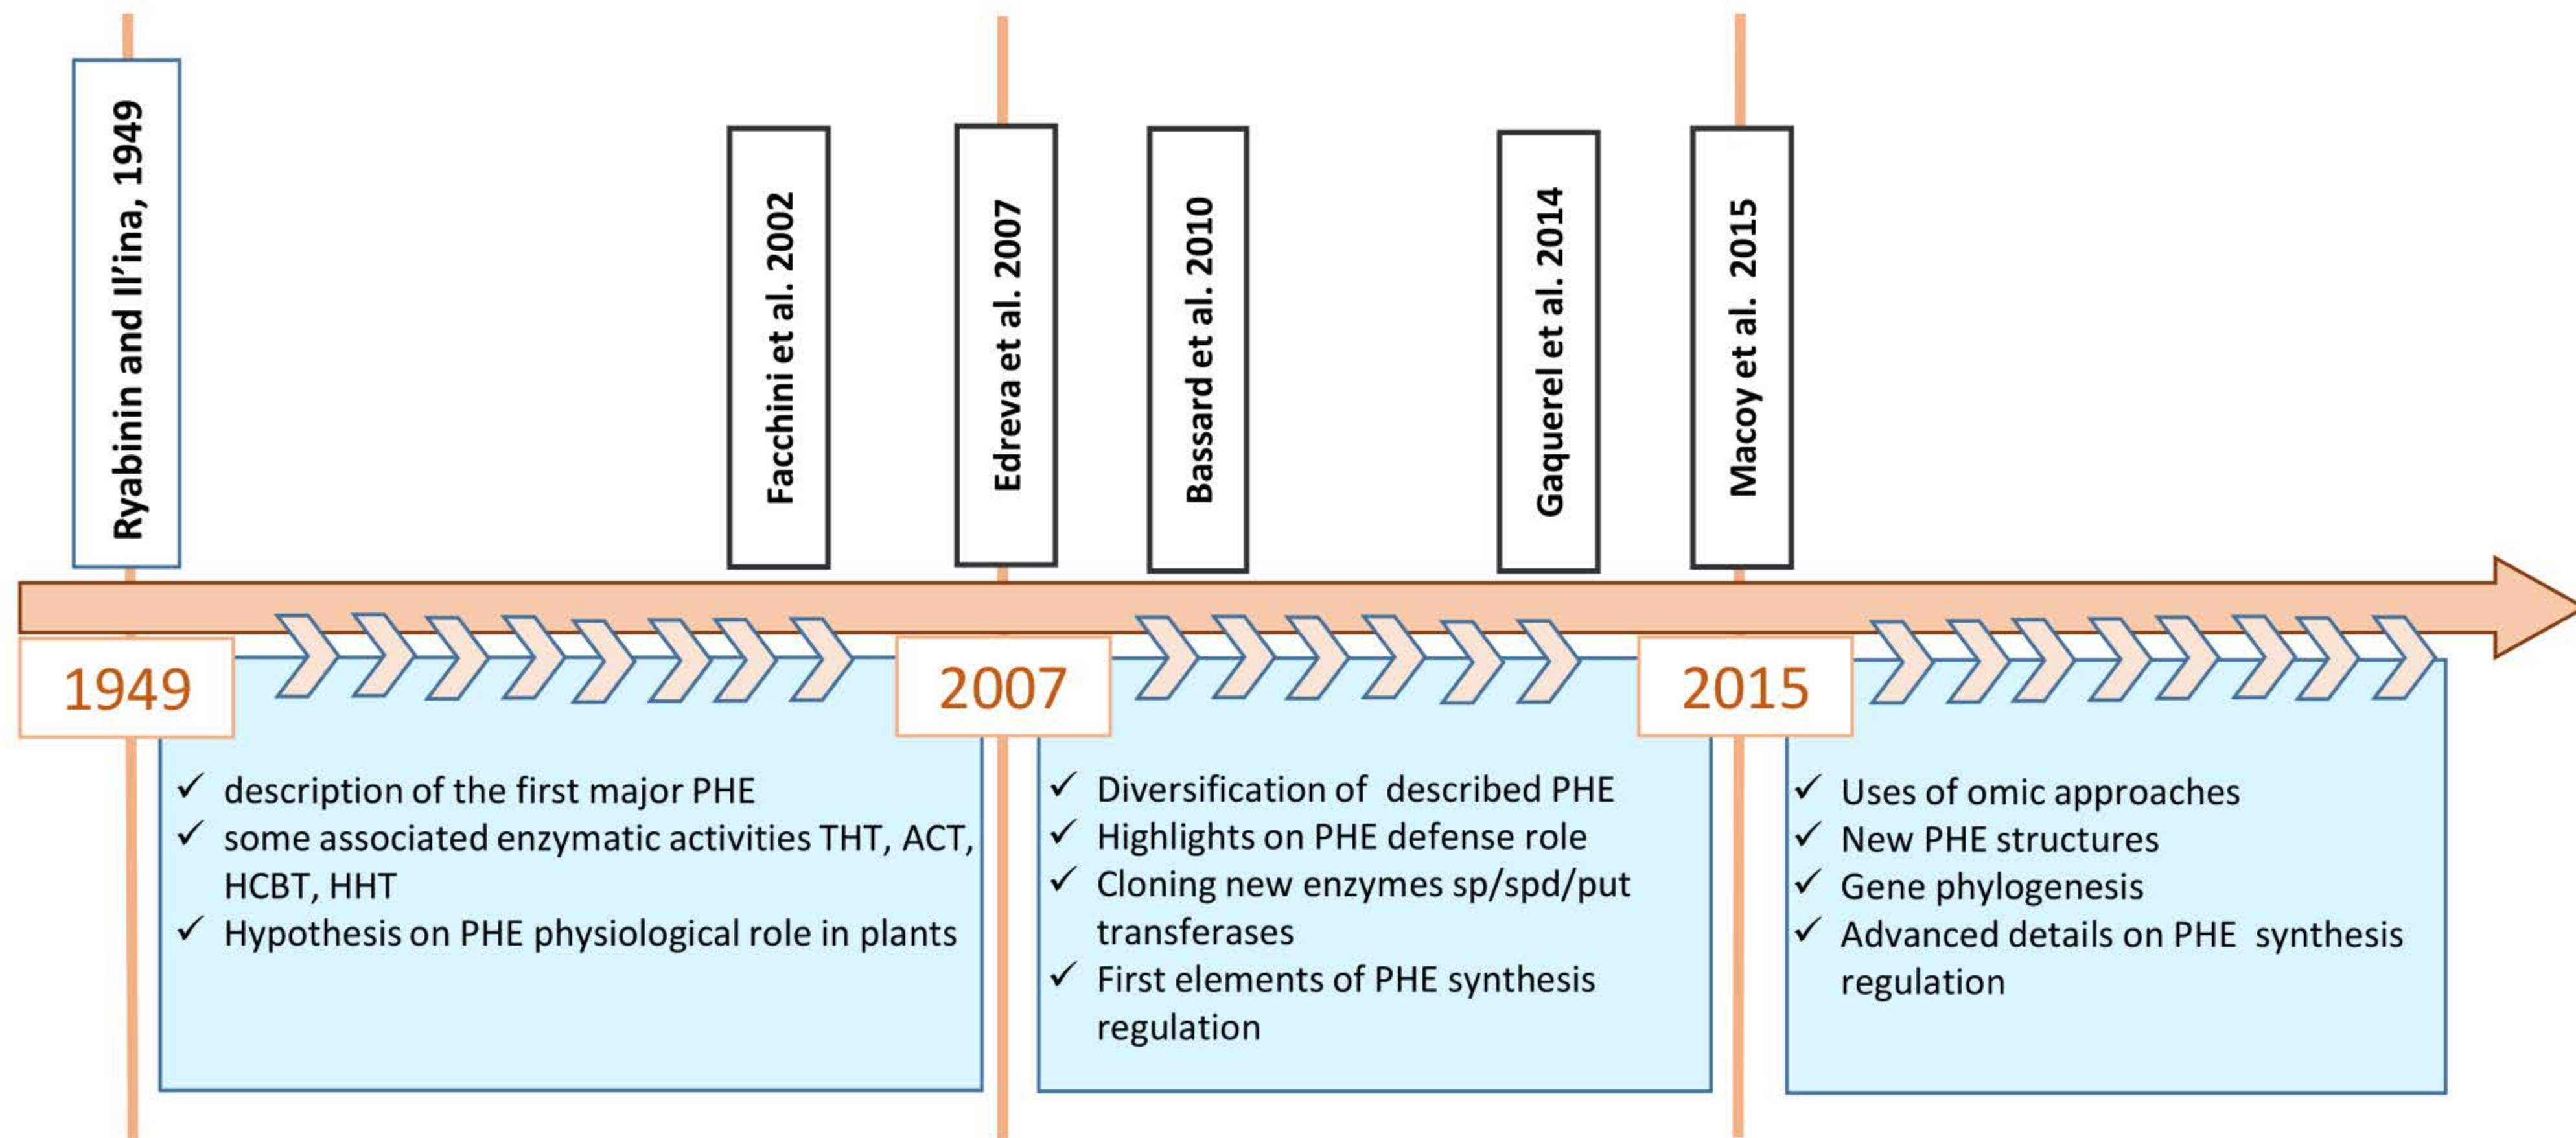 Ryabinin and Il’ina, 1949
Facchini et al. 2002
Edreva et al. 2007
Bassard et al. 2010
Gaquerel et al. 2014
Macoy et al. 2015
1949
2007
2015
✓ description of the first major PHE
✓ some associated enzymatic activities THT, ACT,
HCBT, HHT
✓ Hypothesis on PHE physiological role in plants
✓ Diversification of described PHE
✓ Highlights on PHE defense role
✓ Cloning new enzymes sp/spd/put
transferases
✓ First elements of PHE synthesis
regulation
✓ Uses of omic approaches
✓ New PHE structures
✓ Gene phylogenesis
✓ Advanced details on PHE synthesis
regulation